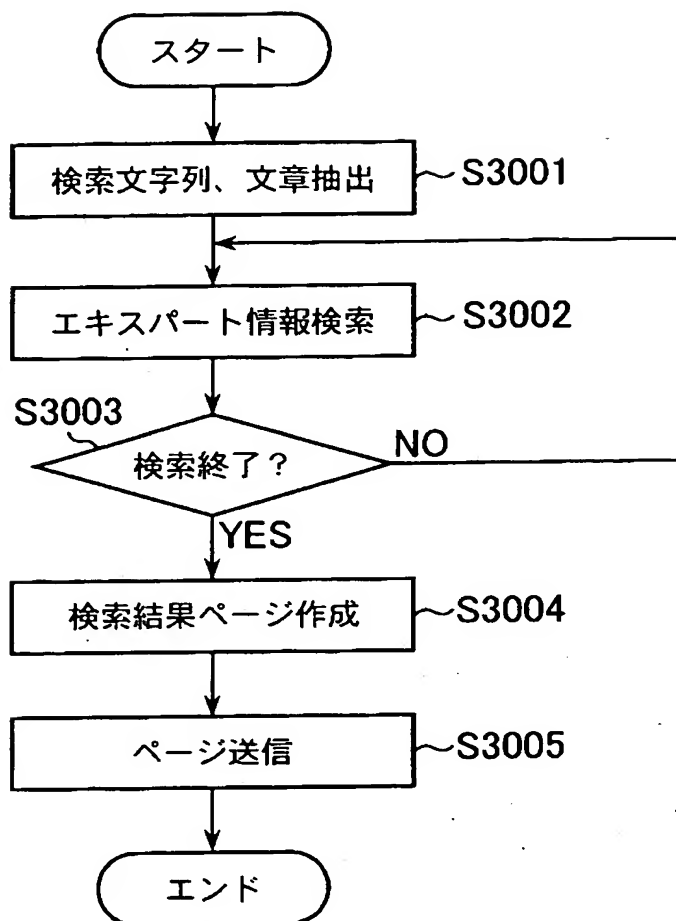 スタート
検索文字列、文章抽出 S3001
エキスパート情報検索 S3002
S3003
検索終了？ NO
YES
検索結果ページ作成 S3004
ページ送信 S3005
エンド